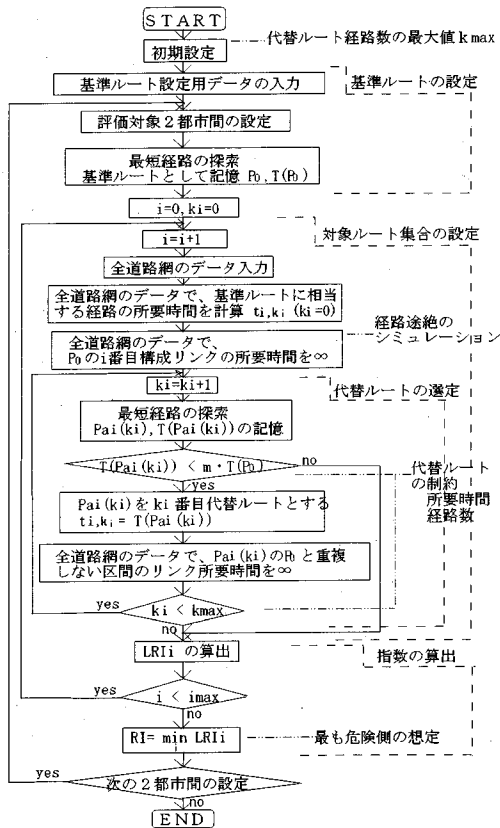 START
代替ルート経路数の最大値kmax
初期設定
基準ルート設定用データの入力
基準ルートの設定
評価対象2都市間の設定
最短経路の探索
基準ルートとして記憶 P₀,T(P₀)
i=0,ki=0
対象ルート集合の設定
i=i+1
全道路網のデータ入力
全道路網のデータで、基準ルートに相当
する経路の所要時間を計算 ti,ki (ki=0)
経路途絶の
シミュレーション
全道路網のデータで、
P₀のi番目構成リンクの所要時間を∞
ki=ki+1
代替ルートの選定
最短経路の探索
Pai(ki),T(Pai(ki))の記憶
T(Pai(ki)) < m・T(P₀)
no
yes
代替ルート
の制約
所要時間
経路数
Pai(ki)をki番目代替ルートとする
ti,ki = T(Pai(ki))
全道路網のデータで、Pai(ki)のP₀と重複
しない区間のリンク所要時間を∞
yes
ki < kmax
no
LRIi の算出
指数の算出
yes
i < imax
no
RI= min LRIi
最も危険側の想定
yes
次の2都市間の設定
no
END